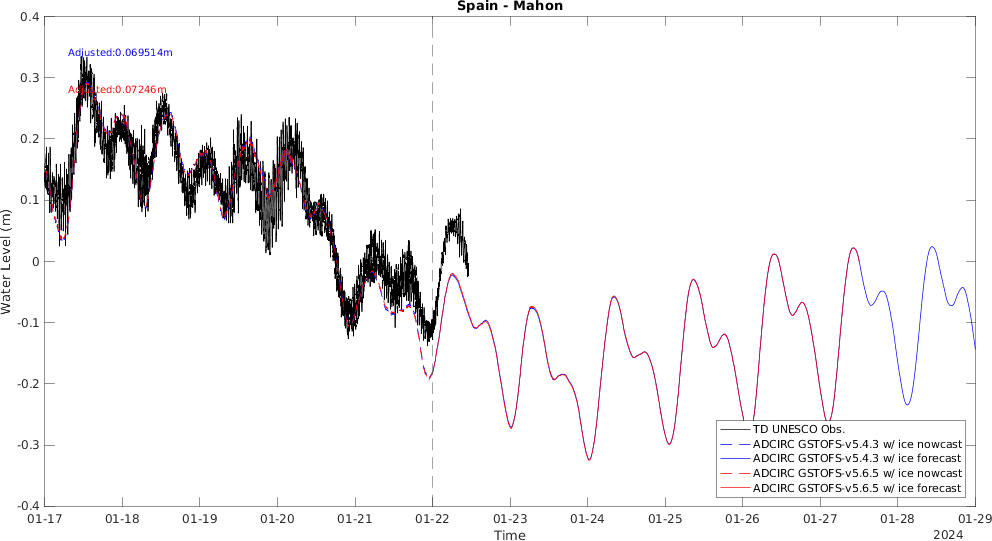 Spain - Mahon
Adjusted:0.069514m
Adjusted:0.07246m
Water Level (m)
0.4
0.3
0.2
0.1
0
-0.1
-0.2
-0.3
-0.4
TD UNESCO Obs.
ADCIRC GSTOFS-v5.4.3 w/ ice nowcast
ADCIRC GSTOFS-v5.4.3 w/ ice forecast
ADCIRC GSTOFS-v5.6.5 w/ ice nowcast
ADCIRC GSTOFS-v5.6.5 w/ ice forecast
01-17 01-18 01-19 01-20 01-21 01-22 01-23 01-24 01-25 01-26 01-27 01-28 01-29
Time
2024